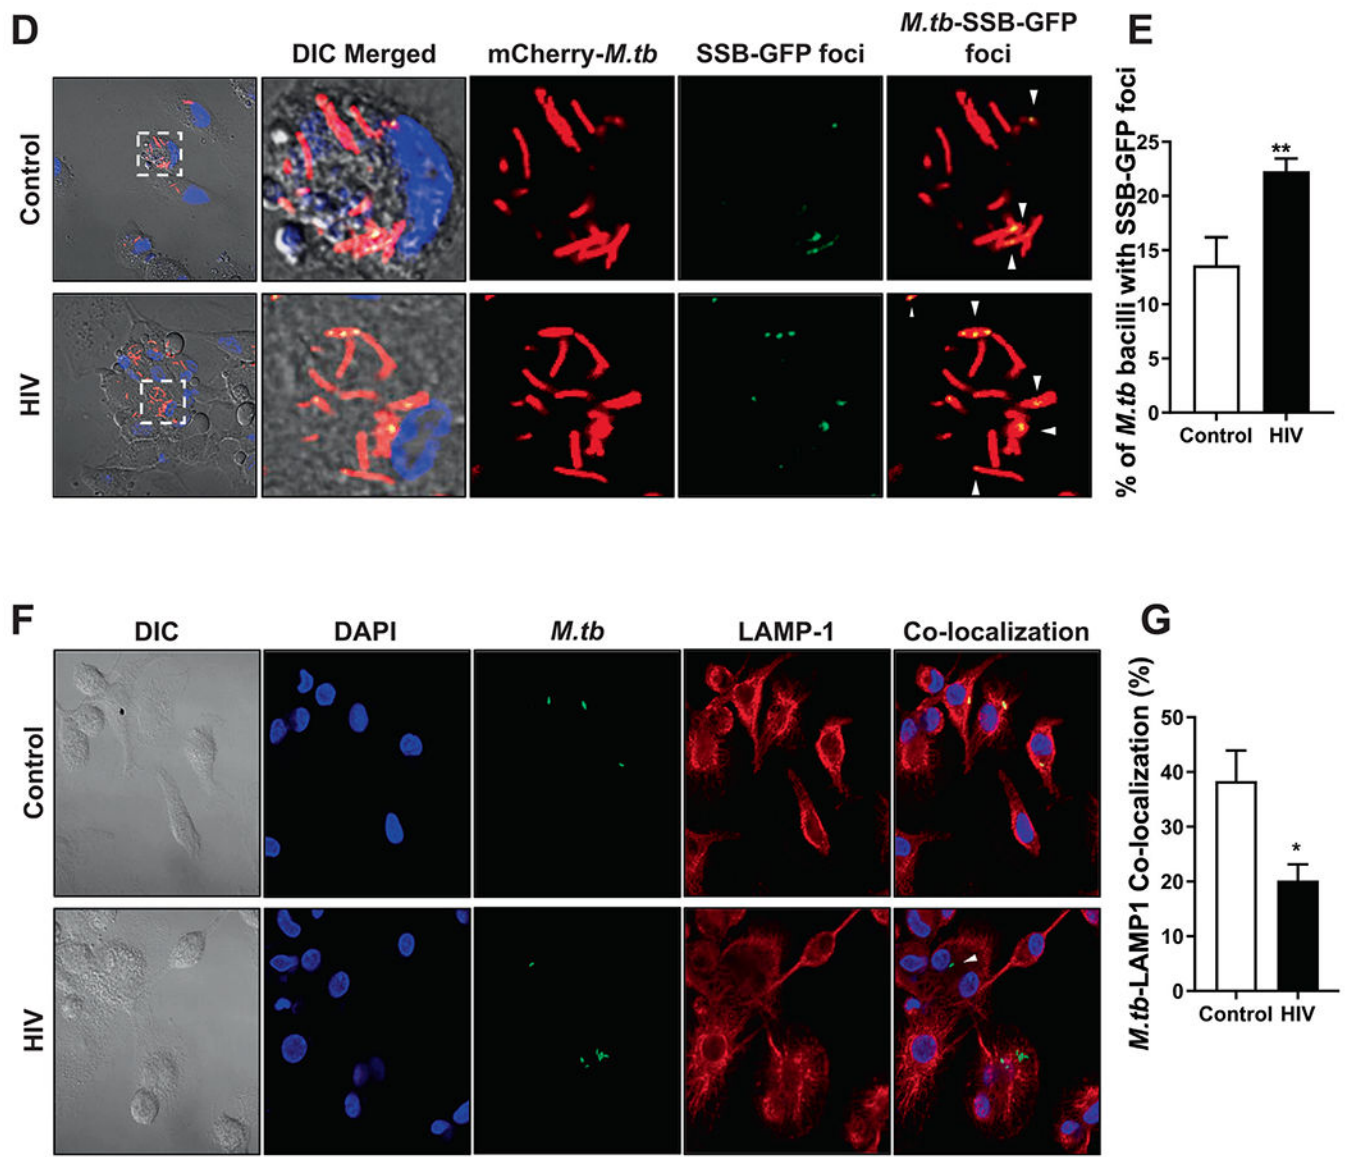 D
DIC Merged
mCherry-M.tb
SSB-GFP foci
M.tb-SSB-GFP
foci
Control
HIV
E
% of M.tb bacilli with SSB-GFP foci
25
20
15
10
5
0
**
Control HIV
F
DIC
DAPI
M.tb
LAMP-1
Co-localization
Control
HIV
G
M.tb-LAMP1 Co-localization (%)
50
40
30
20
10
0
*
Control HIV